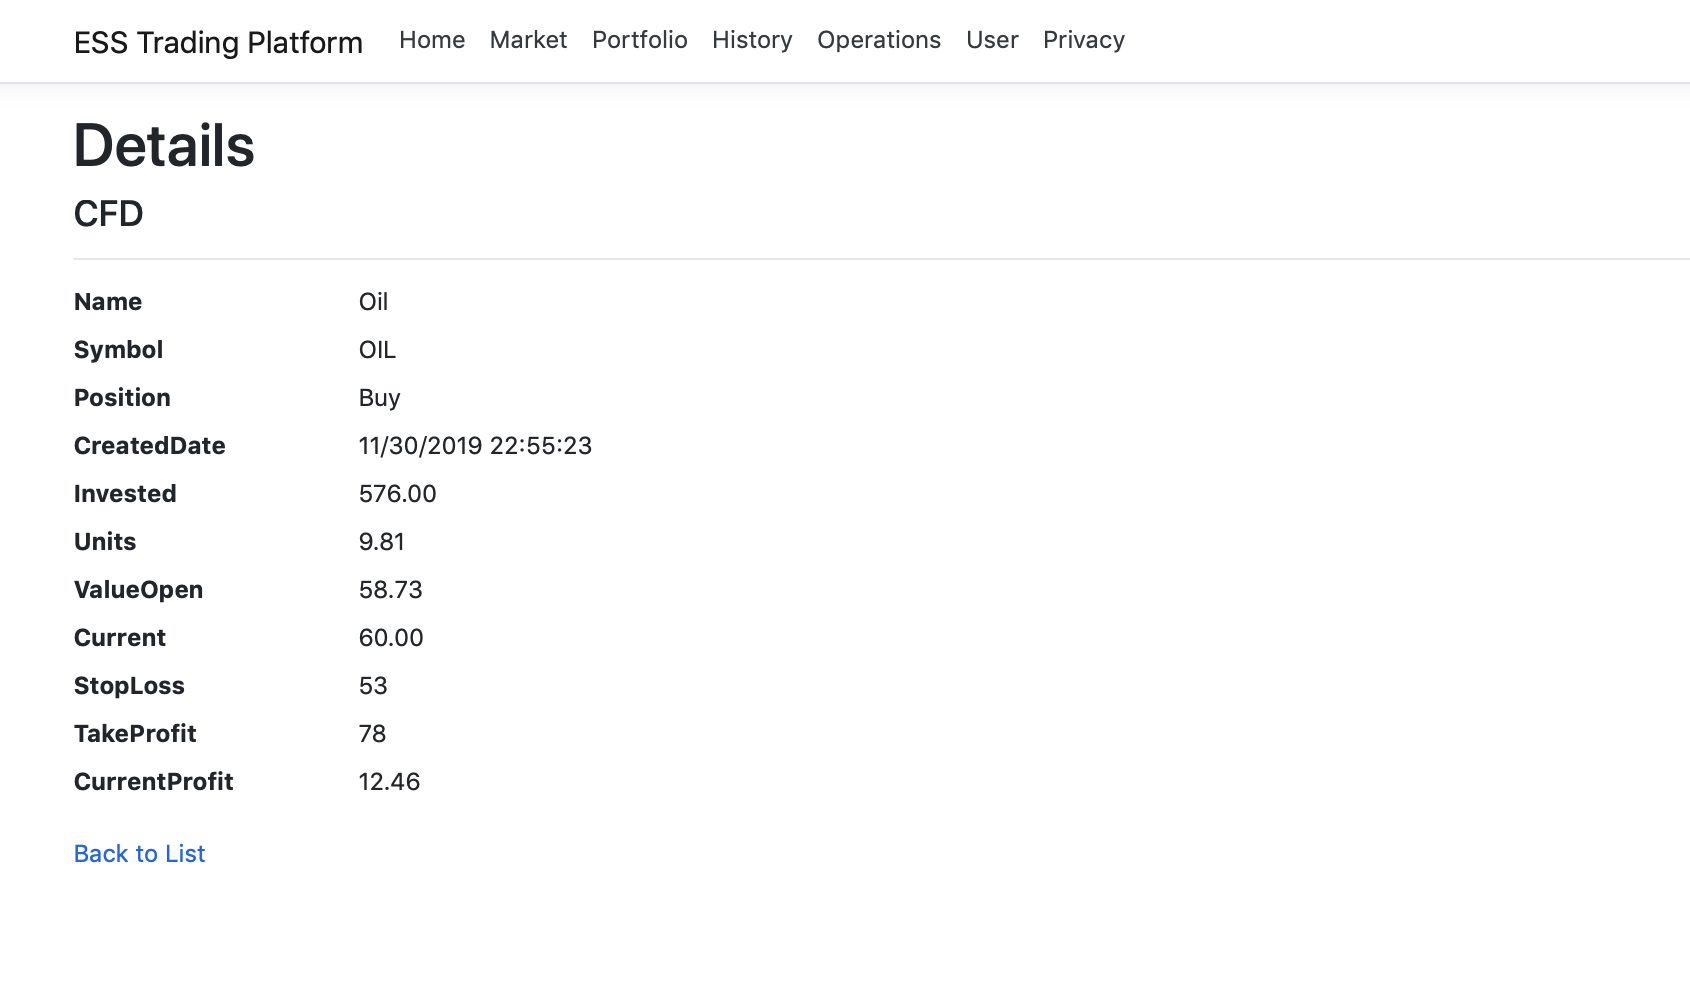 ESS Trading Platform Home Market Portfolio History Operations User Privacy
Details
CFD
Name Oil
Symbol OIL
Position Buy
CreatedDate 11/30/2019 22:55:23
Invested 576.00
Units 9.81
ValueOpen 58.73
Current 60.00
StopLoss 53
TakeProfit 78
CurrentProfit 12.46
Back to List